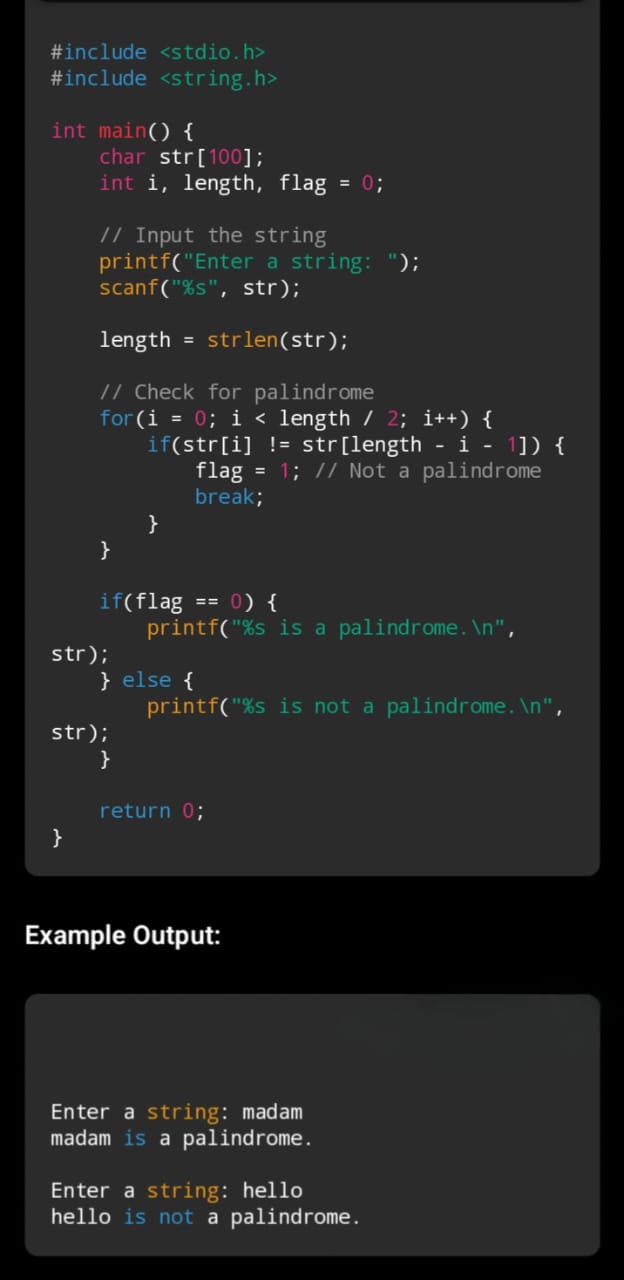 #include <stdio.h>
#include <string.h>
int main() {
char str[100];
int i, length, flag = 0;
// Input the string
printf("Enter a string: ");
scanf("%s", str);
length = strlen(str);
// Check for palindrome
for(i = 0; i < length / 2; i++) {
if(str[i] != str[length - i - 1]) {
flag = 1; // Not a palindrome
break;
}
}
if(flag == 0) {
printf("%s is a palindrome.\n",
str);
} else {
printf("%s is not a palindrome.\n",
str);
}
return 0;
}
Example Output:
Enter a string: madam
madam is a palindrome.
Enter a string: hello
hello is not a palindrome.